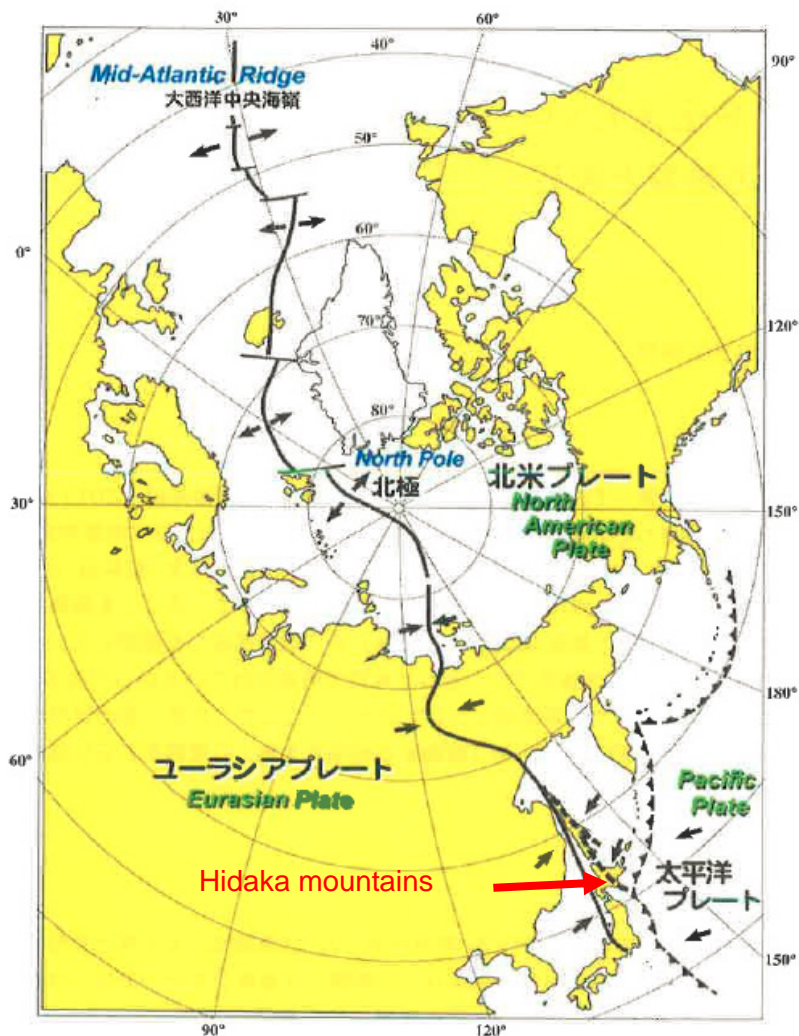 30°
60°
40°
90°
Mid-Atlantic Ridge
大西洋中央海嶺
50°
0°
60°
70°
120°
80°
North Pole
北極
北米プレート
North
American
Plate
30°
150°
180°
60°
ユーラシアプレート
Eurasian Plate
Pacific
Plate
Hidaka mountains
太平洋
プレート
150°
90°
120°